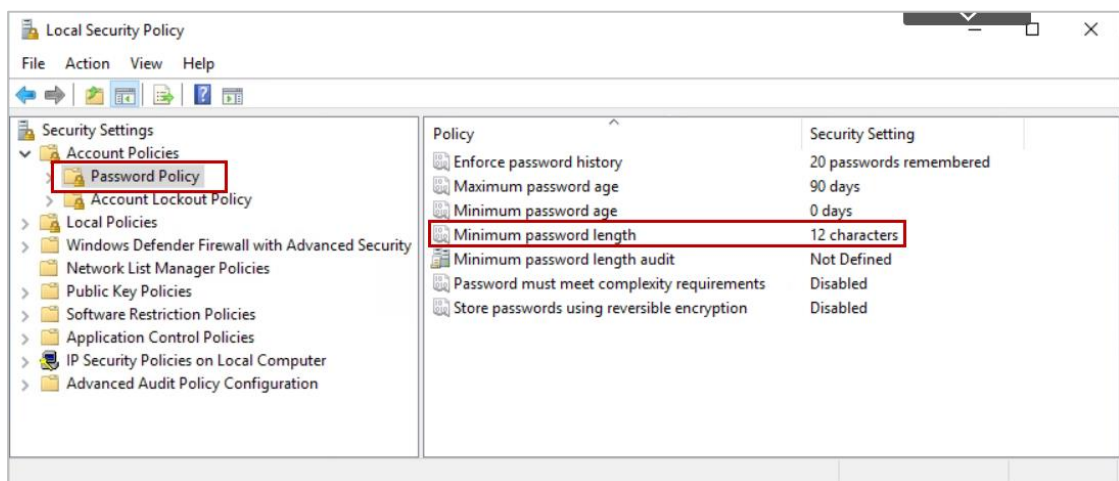 Local Security Policy
File Action View Help
Security Settings
Account Policies
Password Policy
Account Lockout Policy
Local Policies
Windows Defender Firewall with Advanced Security
Network List Manager Policies
Public Key Policies
Software Restriction Policies
Application Control Policies
IP Security Policies on Local Computer
Advanced Audit Policy Configuration
Policy Security Setting
Enforce password history 20 passwords remembered
Maximum password age 90 days
Minimum password age 0 days
Minimum password length 12 characters
Minimum password length audit Not Defined
Password must meet complexity requirements Disabled
Store passwords using reversible encryption Disabled